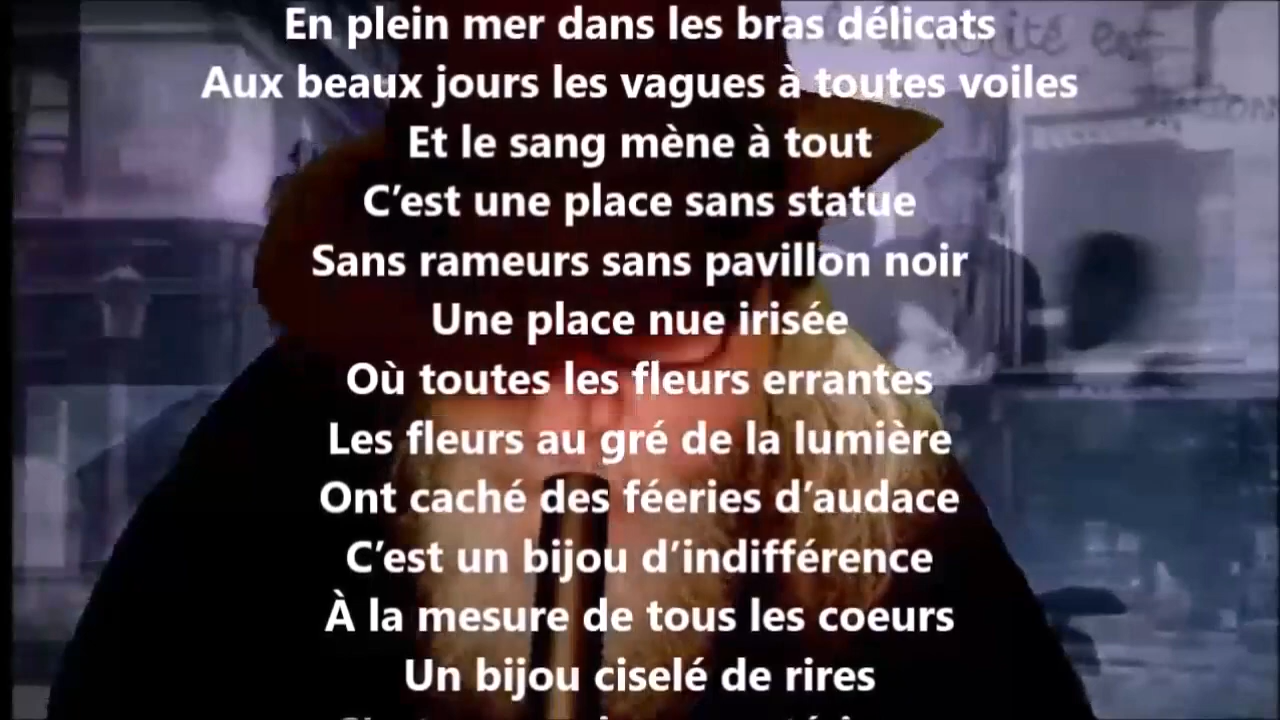 En plein mer dans les bras délicats
Aux beaux jours les vagues à toutes voiles
Et le sang mène à tout
C’est une place sans statue
Sans rameurs sans pavillon noir
Une place nue irisée
Où toutes les fleurs errantes
Les fleurs au gré de la lumière
Ont caché des féeries d’audace
C’est un bijou d’indifférence
À la mesure de tous les coeurs
Un bijou ciselé de rires